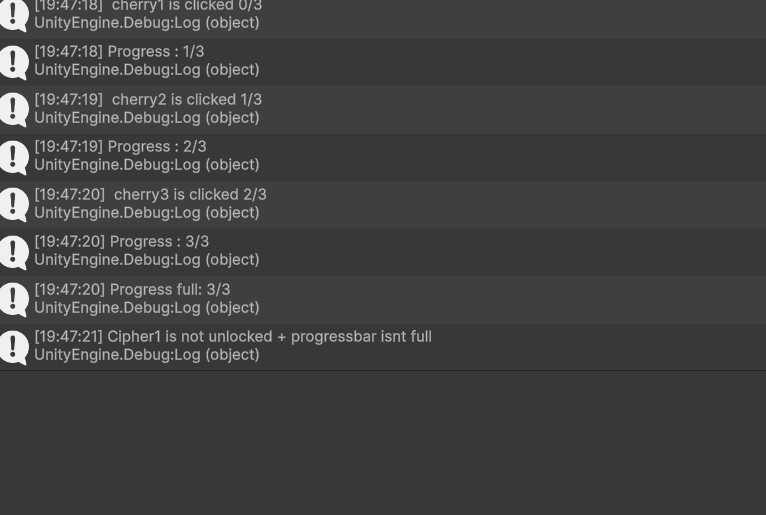 [19:47:18]  cherry1 is clicked 0/3
UnityEngine.Debug:Log (object)
[19:47:18] Progress : 1/3
UnityEngine.Debug:Log (object)
[19:47:19]  cherry2 is clicked 1/3
UnityEngine.Debug:Log (object)
[19:47:19] Progress : 2/3
UnityEngine.Debug:Log (object)
[19:47:20]  cherry3 is clicked 2/3
UnityEngine.Debug:Log (object)
[19:47:20] Progress : 3/3
UnityEngine.Debug:Log (object)
[19:47:20] Progress full: 3/3
UnityEngine.Debug:Log (object)
[19:47:21] Cipher1 is not unlocked + progressbar isnt full
UnityEngine.Debug:Log (object)